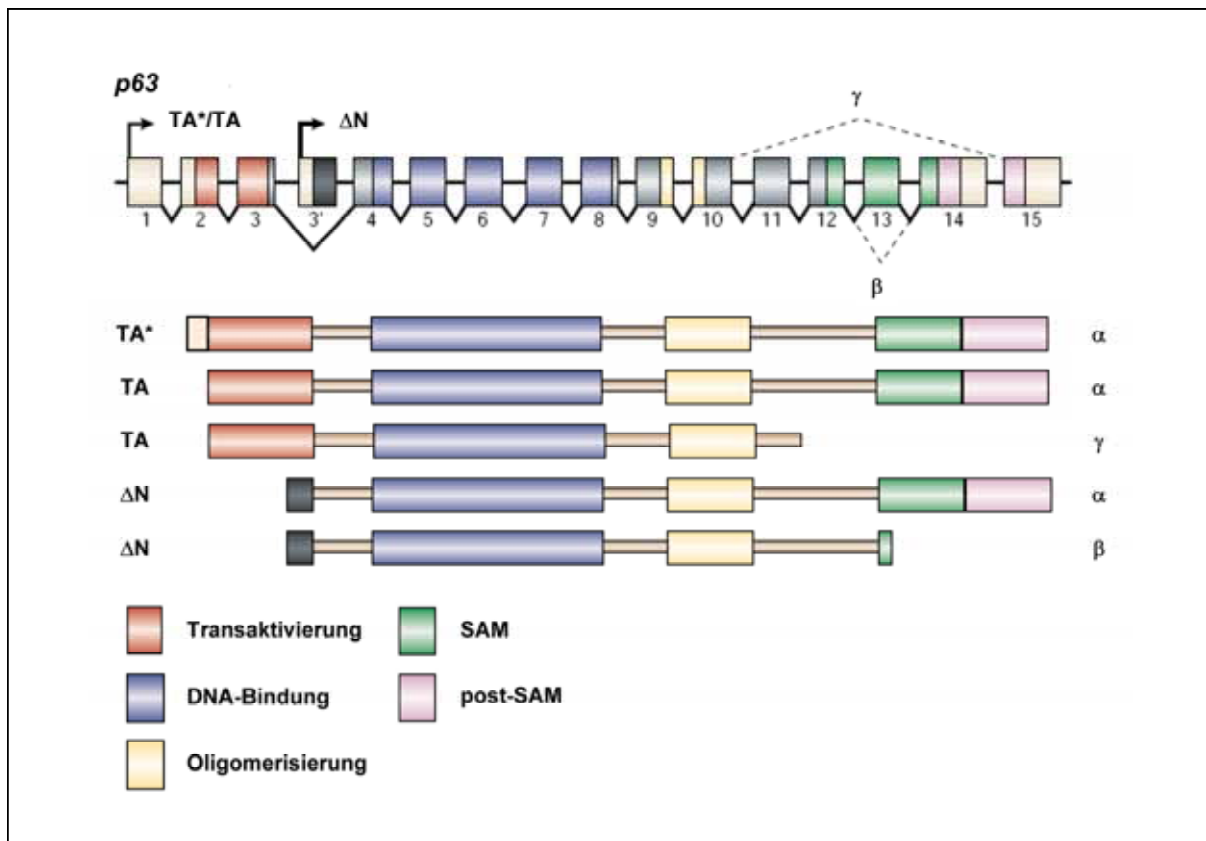 p63
γ
TA*/TA ΔN
1 2 3 3' 4 5 6 7 8 9 10 11 12 13 14 15
β
TA* α
TA α
TA γ
ΔN α
ΔN β
Transaktivierung SAM
DNA-Bindung post-SAM
Oligomerisierung